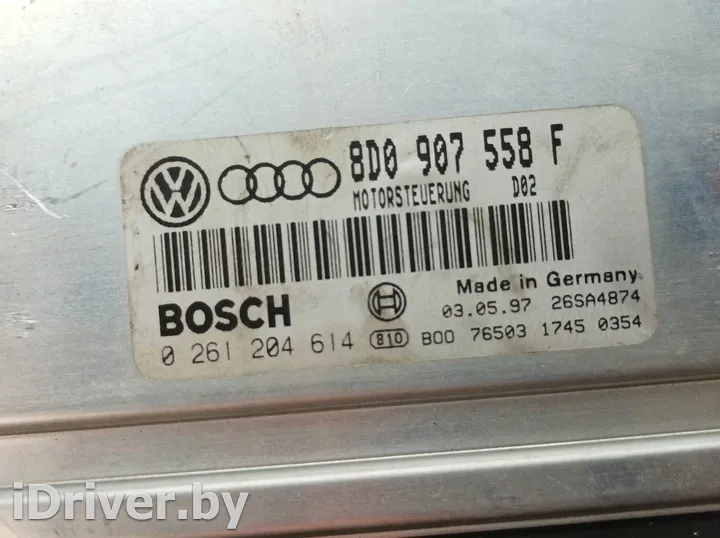 8D0 907 558 F
MOTORSTEUERUNG D02
Made in Germany
BOSCH 03.05.97 26SA4874
0 261 204 614 810 B00 76503 1745 0354
iDriver.by